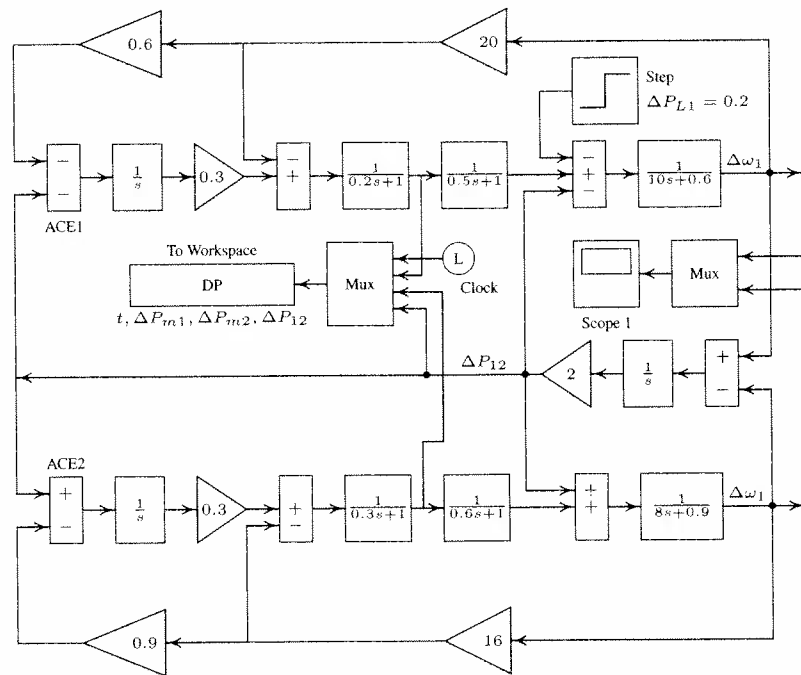 0.6
20
Step
ΔP_{L1} = 0.2
−
−
1/s
0.3
−
+
1/(0.2s+1)
1/(0.5s+1)
−
+
−
1/(10s+0.6)
Δω_1
ACE1
To Workspace
DP
t, ΔP_{m1}, ΔP_{m2}, ΔP_{12}
Mux
L
Clock
Scope 1
Mux
ΔP_{12}
2
1/s
+
−
ACE2
+
−
1/s
0.3
+
−
1/(0.3s+1)
1/(0.6s+1)
+
+
1/(8s+0.9)
Δω_1
0.9
16